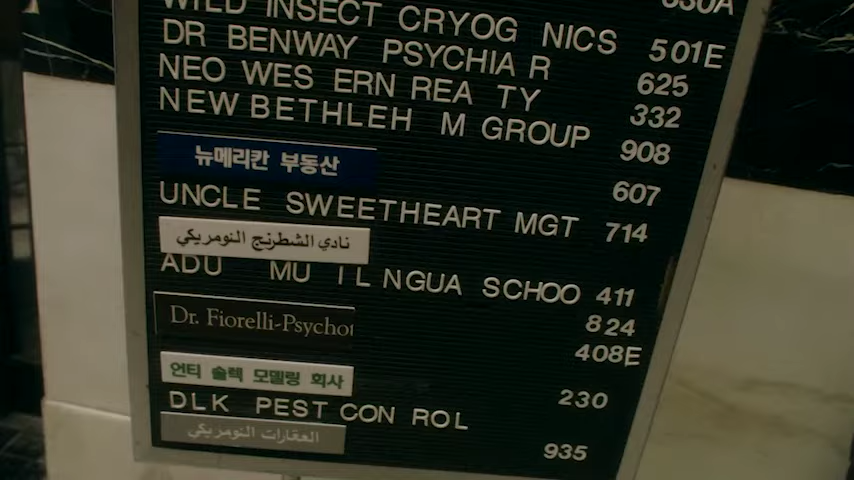 WILD INSECT CRYOG NICS 630A
DR BENWAY PSYCHIA R 501E
NEO WES ERN REA TY 625
NEW BETHLEH M GROUP 332
908
뉴메리칸 부동산
607
UNCLE SWEETHEART MGT 714
نادي الشطرنج النومريكي
ADU MU I L NGUA SCHOO 411
824
Dr. Fiorelli-Psychot
408E
언티 슬렉 모델링 회사
230
DLK PEST CON ROL
العقارات النومريكي
935